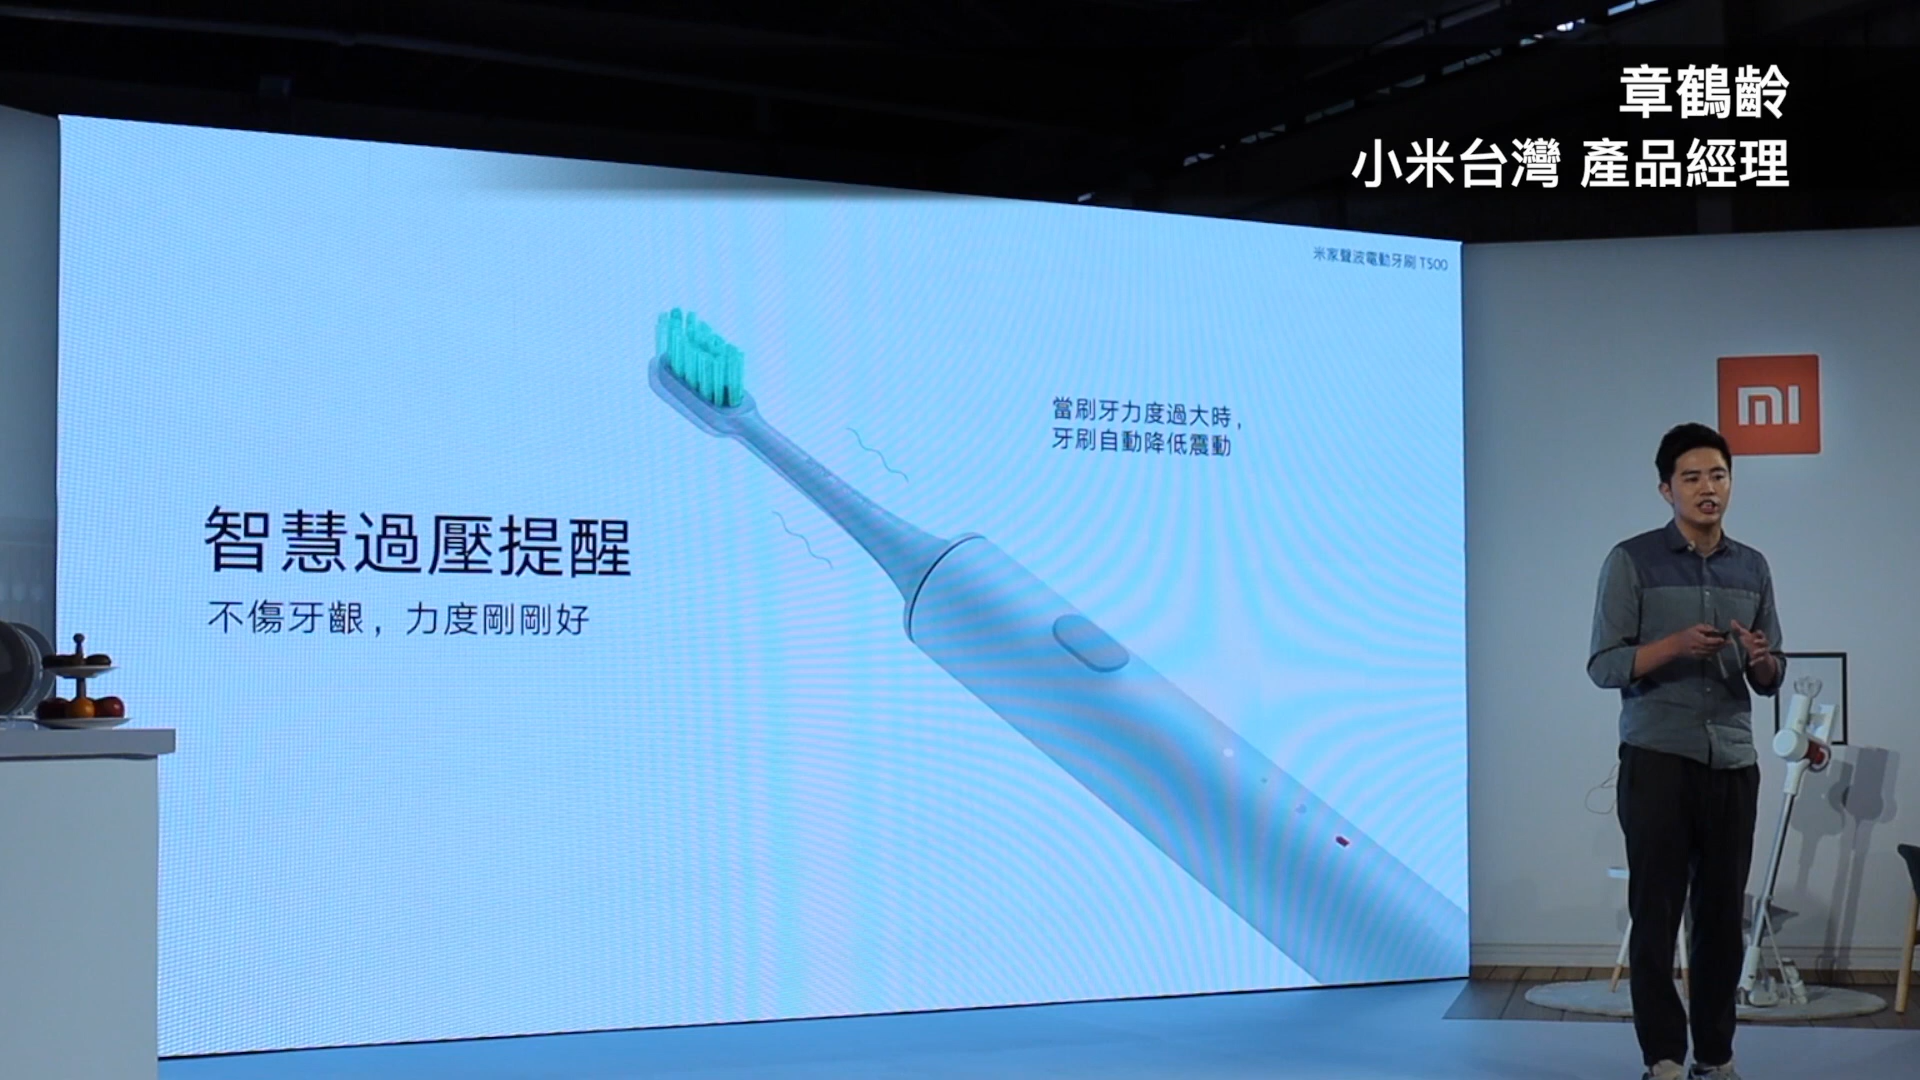 章鶴齡
小米台灣 產品經理
米家聲波電動牙刷 T500
當刷牙力度過大時，
牙刷自動降低震動
智慧過壓提醒
不傷牙齦，力度剛剛好
mi